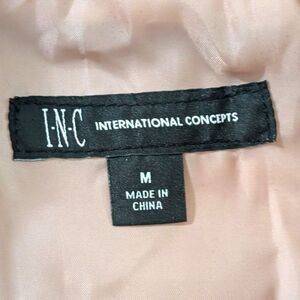 I·N·C INTERNATIONAL CONCEPTS
M
MADE IN
CHINA